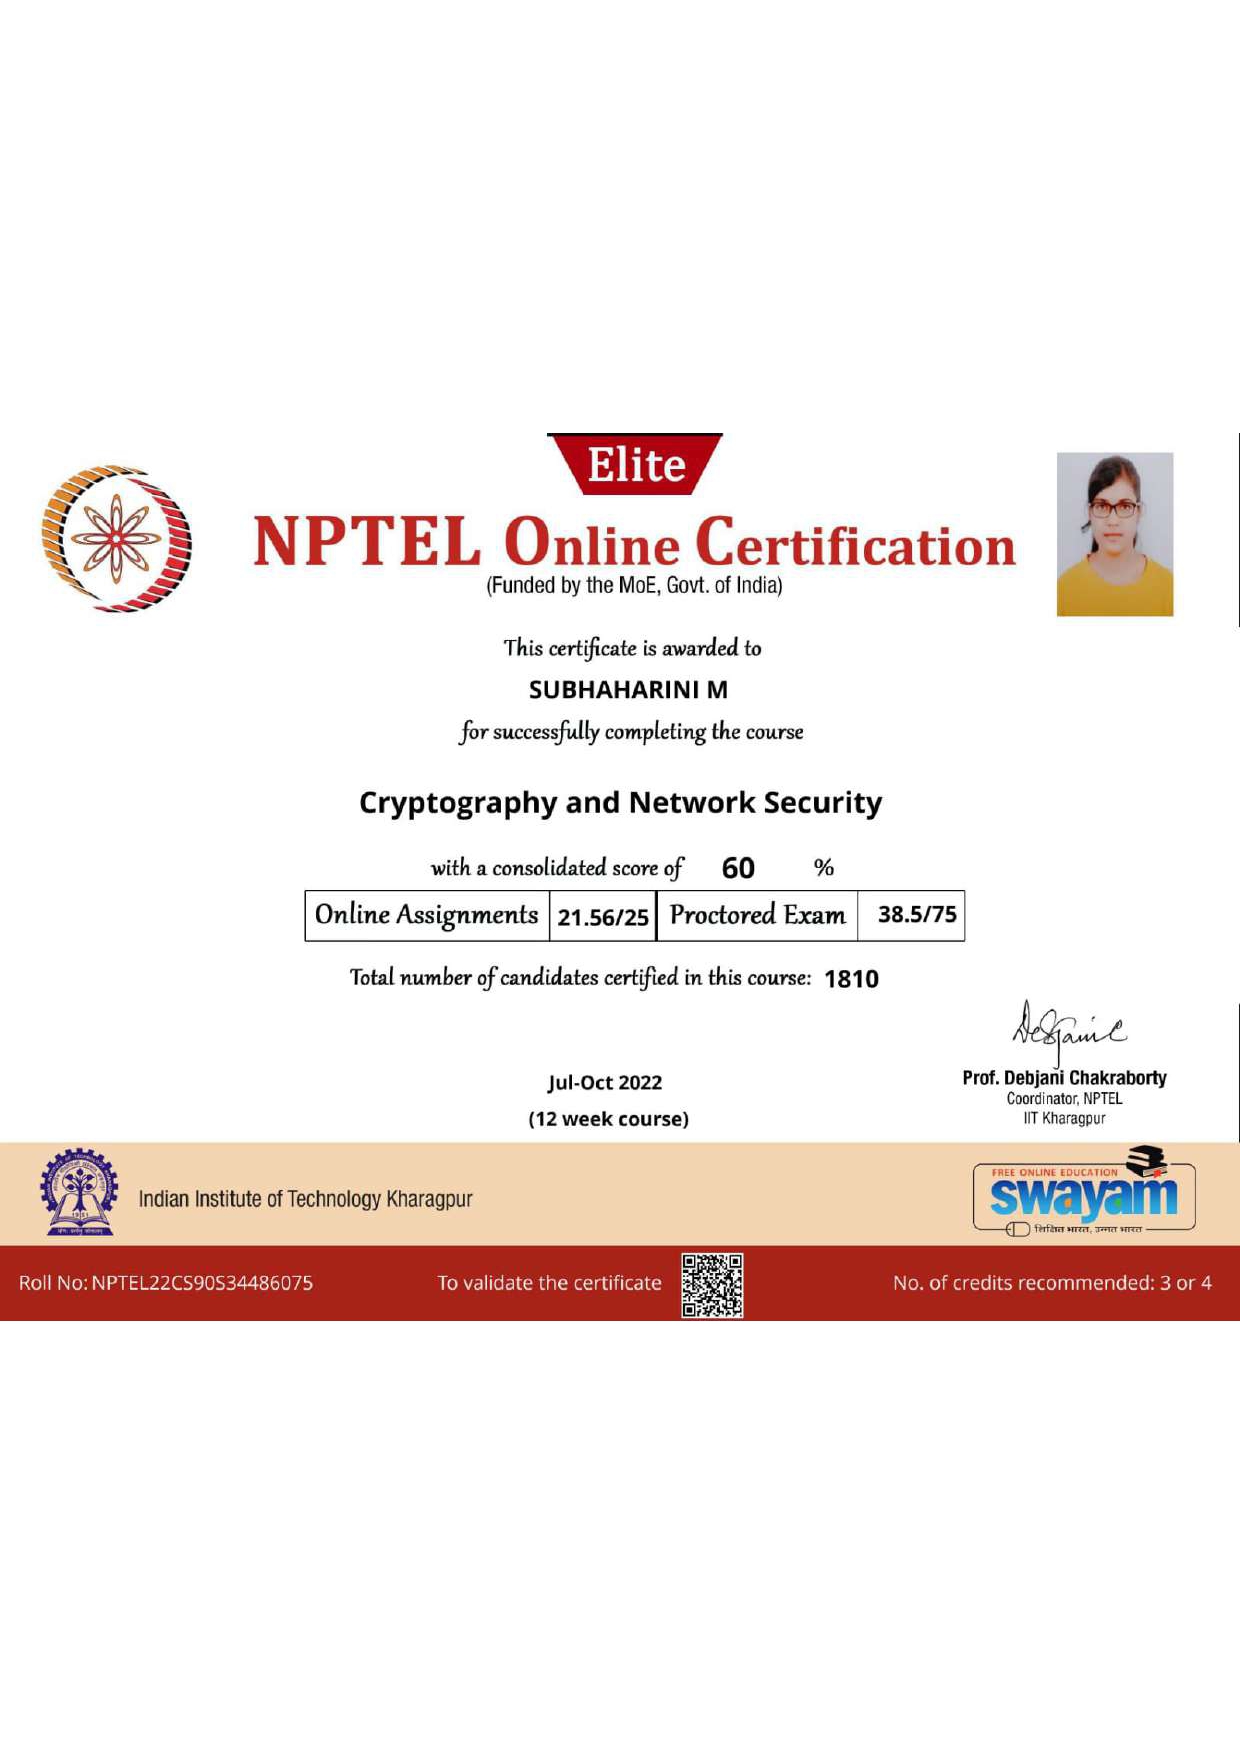 Elite
NPTEL Online Certification
(Funded by the MoE, Govt. of India)
This certificate is awarded to
SUBHAHARINI M
for successfully completing the course
Cryptography and Network Security
with a consolidated score of 60 %
Online Assignments 21.56/25 Proctored Exam 38.5/75
Total number of candidates certified in this course: 1810
Jul-Oct 2022
(12 week course)
Prof. Debjani Chakraborty
Coordinator, NPTEL
IIT Kharagpur
Indian Institute of Technology Kharagpur
FREE ONLINE EDUCATION
swayam
शिक्षित भारत, उन्नत भारत
Roll No: NPTEL22CS90S34486075
To validate the certificate
No. of credits recommended: 3 or 4